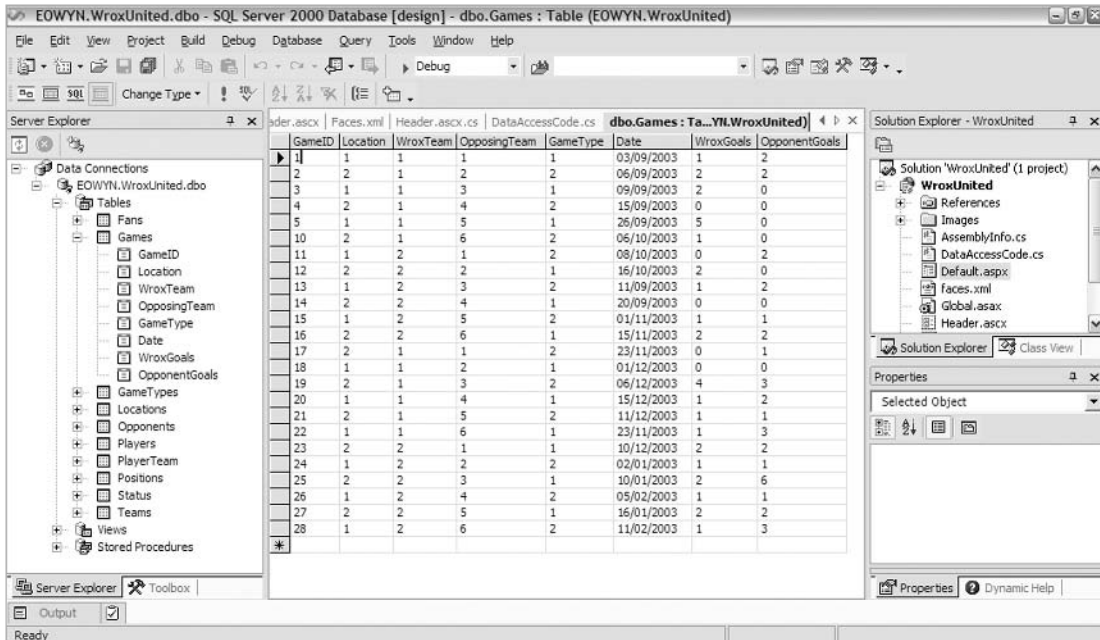 EOWYN.WroxUnited.dbo - SQL Server 2000 Database [design] - dbo.Games : Table (EOWYN.WroxUnited)
File Edit View Project Build Debug Database Query Tools Window Help
Debug
SQL Change Type
Server Explorer
Data Connections
EOWYN.WroxUnited.dbo
Tables
Fans
Games
GameID
Location
WroxTeam
OpposingTeam
GameType
Date
WroxGoals
OpponentGoals
GameTypes
Locations
Opponents
Players
PlayerTeam
Positions
Status
Teams
Views
Stored Procedures
Server Explorer Toolbox
ader.ascx Faces.xml Header.ascx.cs DataAccessCode.cs dbo.Games : Ta...YN.WroxUnited)
GameID Location WroxTeam OpposingTeam GameType Date WroxGoals OpponentGoals
1 1 1 1 1 03/09/2003 1 2
2 2 1 2 2 06/09/2003 2 2
3 1 1 3 1 09/09/2003 2 0
4 2 1 4 2 15/09/2003 0 0
5 1 1 5 1 26/09/2003 5 0
10 2 1 6 2 06/10/2003 1 0
11 1 2 1 2 08/10/2003 0 2
12 2 2 2 1 16/10/2003 2 0
13 1 2 3 2 11/09/2003 1 2
14 2 2 4 1 20/09/2003 0 0
15 1 2 5 2 01/11/2003 1 1
16 2 2 6 1 15/11/2003 2 2
17 2 1 1 2 23/11/2003 0 1
18 1 1 2 1 01/12/2003 0 0
19 2 1 3 2 06/12/2003 4 3
20 1 1 4 1 15/12/2003 1 2
21 2 1 5 2 11/12/2003 1 1
22 1 1 6 1 23/11/2003 1 3
23 2 2 1 1 10/12/2003 2 2
24 1 2 2 2 02/01/2003 1 1
25 2 2 3 1 10/01/2003 2 6
26 1 2 4 2 05/02/2003 1 1
27 2 2 5 1 16/01/2003 2 2
28 1 2 6 2 11/02/2003 1 3
Solution Explorer - WroxUnited
Solution 'WroxUnited' (1 project)
WroxUnited
References
Images
AssemblyInfo.cs
DataAccessCode.cs
Default.aspx
faces.xml
Global.asax
Header.ascx
Solution Explorer Class View
Properties
Selected Object
Properties Dynamic Help
Output
Ready